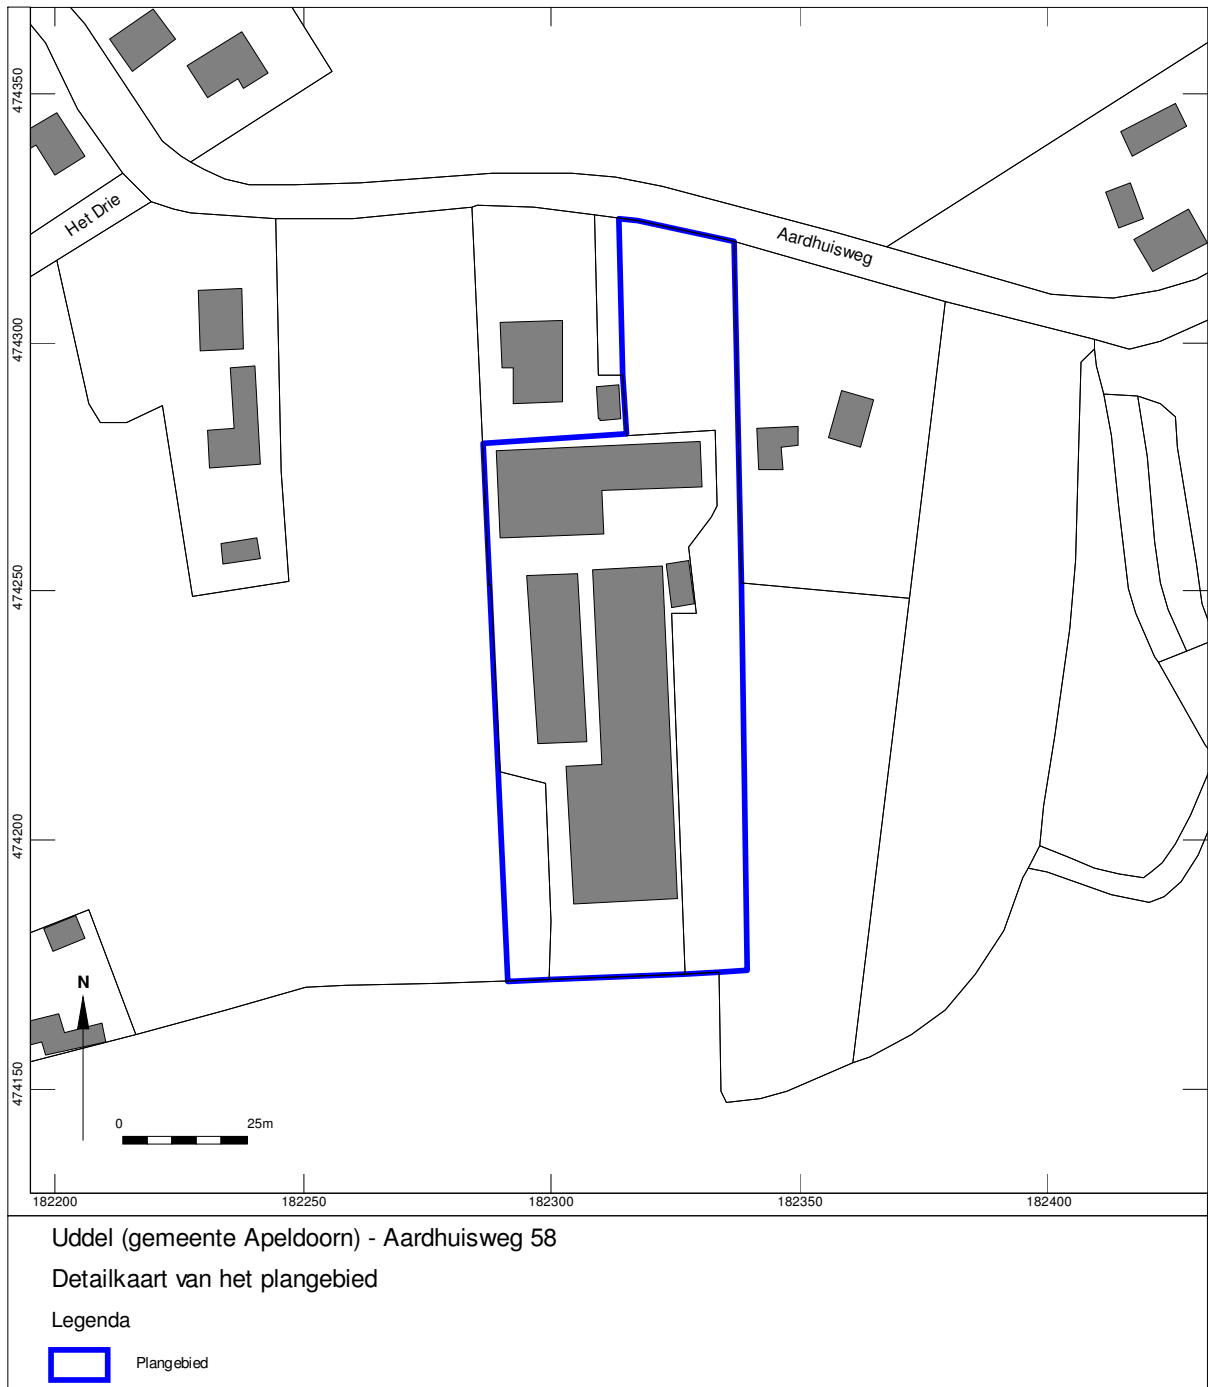 474350
Het Drie
Aardhuisweg
474300
474250
474200
N
474150
0 25m
182200 182250 182300 182350 182400
Uddel (gemeente Apeldoorn) - Aardhuisweg 58
Detailkaart van het plangebied
Legenda
Plangebied